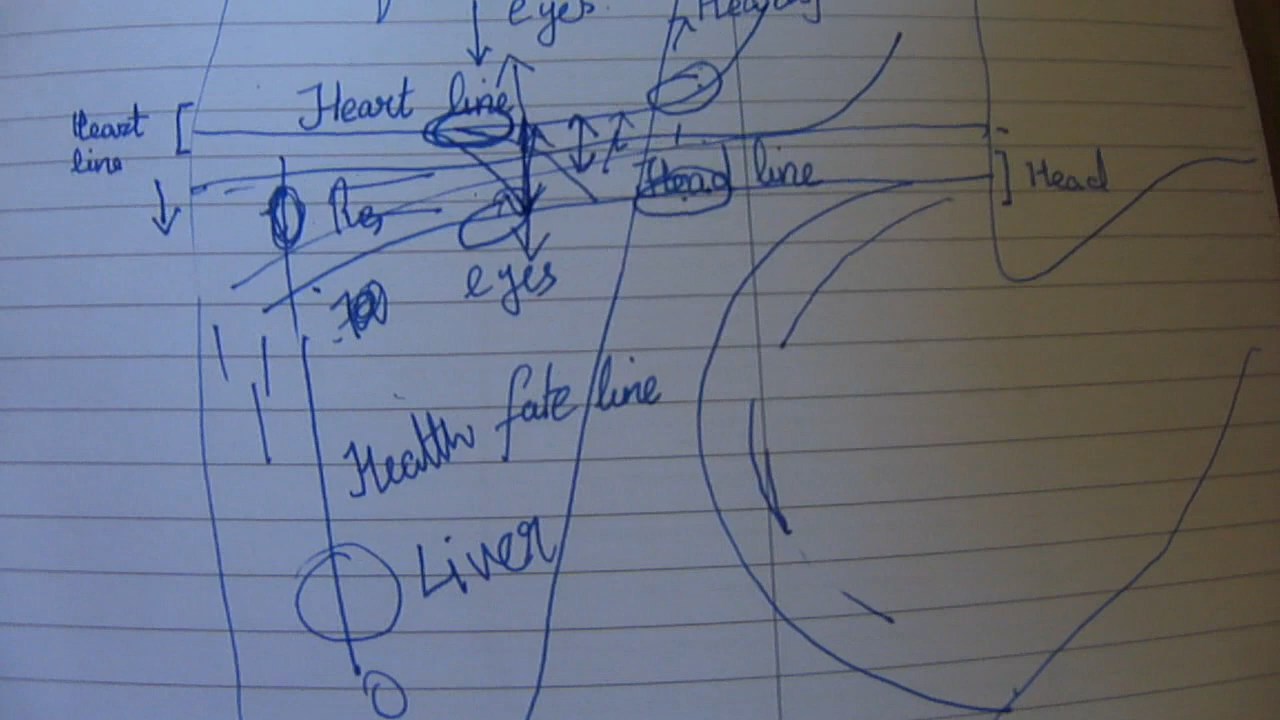 eyes
Heart line
Heart
line
Head line
Head
eyes
Health fate line
Liver